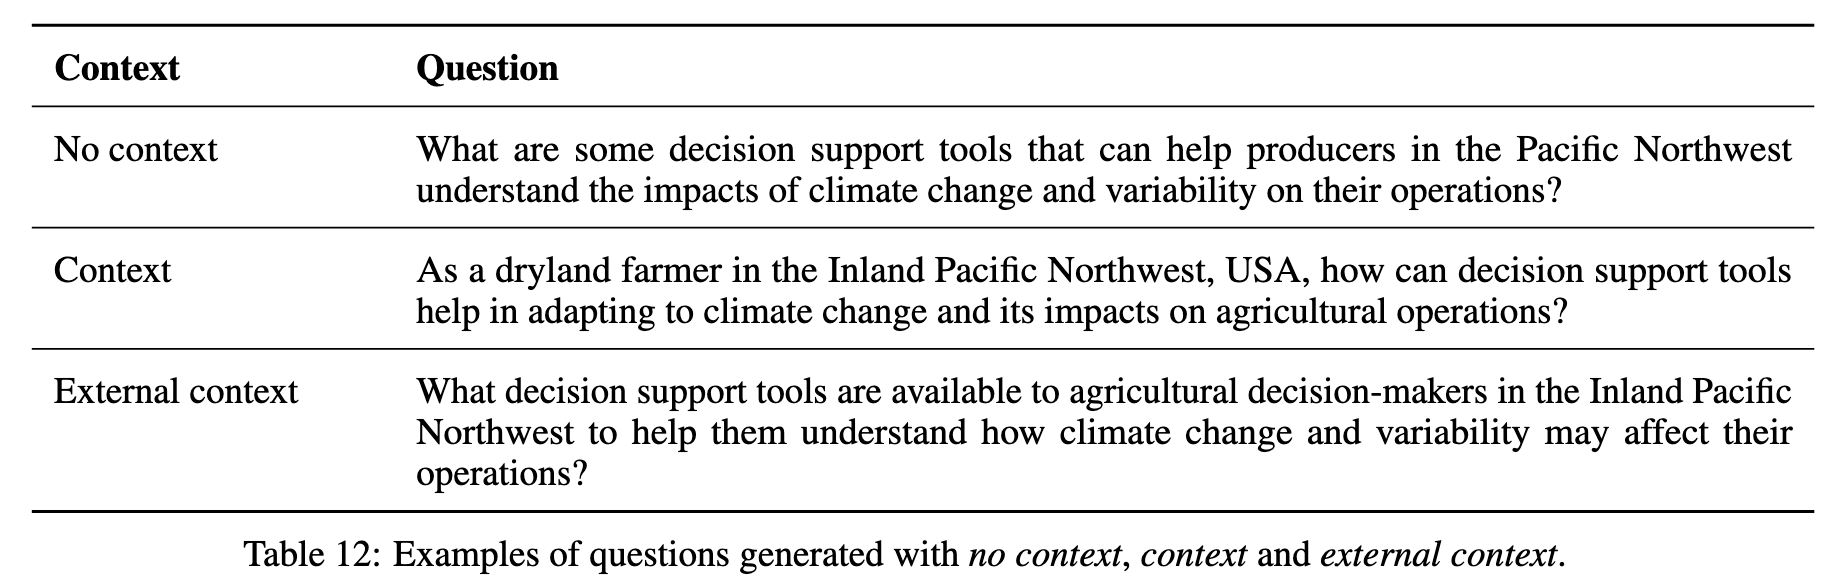 Context Question
No context What are some decision support tools that can help producers in the Pacific Northwest
understand the impacts of climate change and variability on their operations?
Context As a dryland farmer in the Inland Pacific Northwest, USA, how can decision support tools
help in adapting to climate change and its impacts on agricultural operations?
External context What decision support tools are available to agricultural decision-makers in the Inland Pacific
Northwest to help them understand how climate change and variability may affect their
operations?
Table 12: Examples of questions generated with no context, context and external context.